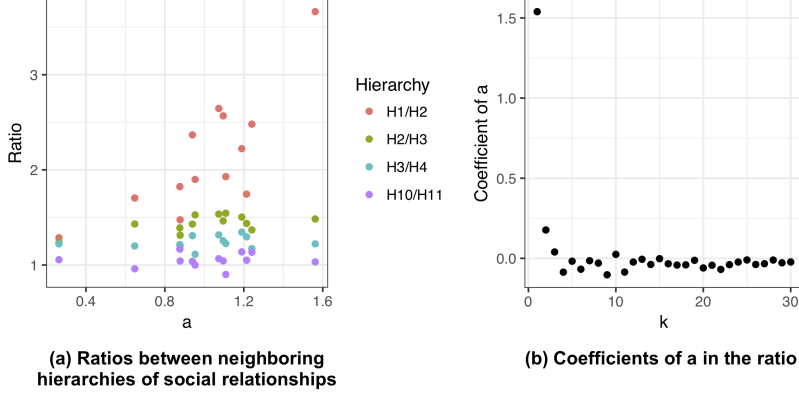 Ratio
3
2
1
0.4
0.8
1.2
1.6
a
Hierarchy
H1/H2
H2/H3
H3/H4
H10/H11
(a) Ratios between neighboring
hierarchies of social relationships
Coefficient of a
1.5
1.0
0.5
0.0
0
10
20
30
k
(b) Coefficients of a in the ratio